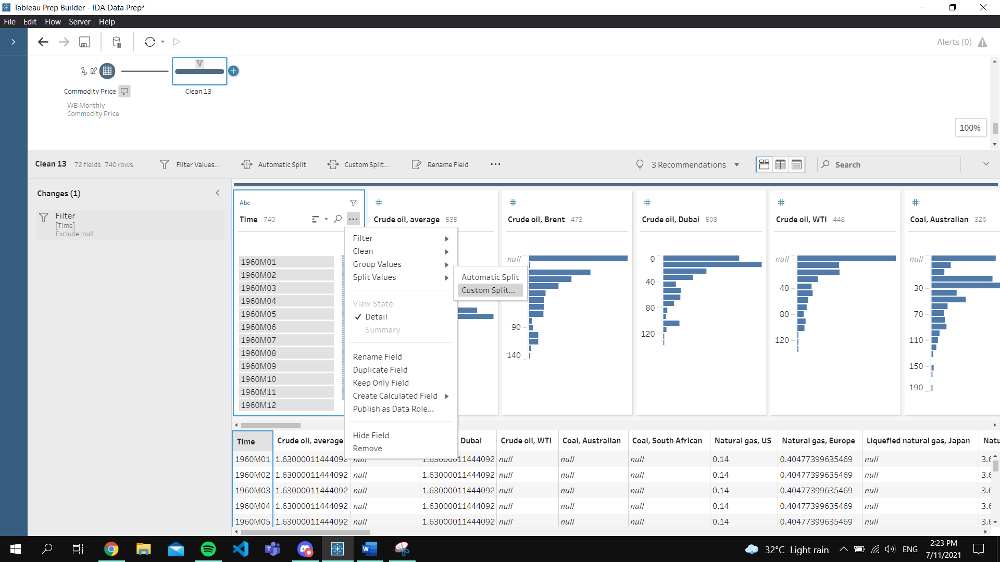 Tableau Prep Builder - IDA Data Prep*
File Edit Flow Server Help
Alerts (0)
Commodity Price
WB Monthly
Commodity Price
Clean 13
100%
Clean 13 72 fields 740 rows Filter Values... Automatic Split Custom Split... Rename Field ... 3 Recommendations Search
Changes (1)
Filter
[Time]
Exclude: null
Abc
Time 740
1960M01
1960M02
1960M03
1960M04
1960M05
1960M06
1960M07
1960M08
1960M09
1960M10
1960M11
1960M12
Filter
Clean
Group Values
Split Values
View State
Detail
Summary
Rename Field
Duplicate Field
Keep Only Field
Create Calculated Field
Publish as Data Role...
Hide Field
Remove
Automatic Split
Custom Split...
#
Crude oil, average 535
#
Crude oil, Brent 473
null
90
140
#
Crude oil, Dubai 508
0
40
80
120
#
Crude oil, WTI 448
null
40
80
120
#
Coal, Australian 326
null
30
70
110
150
190
Time Crude oil, average Dubai Crude oil, WTI Coal, Australian Coal, South African Natural gas, US Natural gas, Europe Liquefied natural gas, Japan Natu
1960M01 1.63000011444092 null 1.63000011444092 null null null 0.14 0.40477399635469 null 3.6
1960M02 1.63000011444092 null 1.63000011444092 null null null 0.14 0.40477399635469 null 3.6
1960M03 1.63000011444092 null 1.63000011444092 null null null 0.14 0.40477399635469 null 3.6
1960M04 1.63000011444092 null 1.63000011444092 null null null 0.14 0.40477399635469 null 3.6
1960M05 1.63000011444092 null 1.63000011444092 null null null 0.14 0.40477399635469 null 3.6
32°C Light rain ENG
2:23 PM
7/11/2021